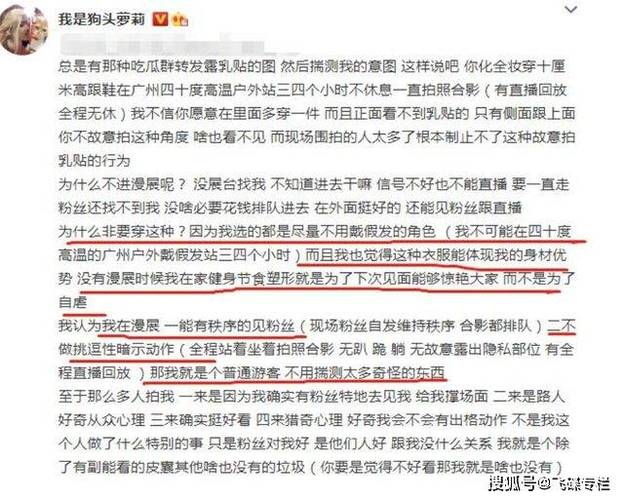 我是狗头萝莉
总是有那种吃瓜群转发露乳贴的图 然后揣测我的意图 这样说吧 你化全妆穿十厘
米高跟鞋在广州四十度高温户外站三四个小时不休息一直拍照合影（有直播回放
全程无休）我不信你愿意在里面多穿一件 而且正面看不到乳贴的 只有侧面跟上面
你不故意拍这种角度 啥也看不见 而现场围拍的人太多了根本制止不了这种故意拍
乳贴的行为
为什么不进漫展呢？ 没展台找我 不知道进去干嘛 信号不好也不能直播 要一直走
粉丝还找不到我 没啥必要花钱排队进去 在外面挺好的 还能见粉丝跟直播
为什么非要穿这种？因为我选的都是尽量不用戴假发的角色（我不可能在四十度
高温的广州户外戴假发站三四个小时）而且我也觉得这种衣服能体现我的身材优
势 没有漫展时候我在家健身节食塑形就是为了下次见面能够惊艳大家 而不是为了
自虐
我认为我在漫展 一能有秩序的见粉丝（现场粉丝自发维持秩序 合影都排队）二不
做挑逗性暗示动作（全程站着坐着拍照合影 无趴 跪 躺 无故意露出隐私部位 有全
程直播回放 ）那我就是个普通游客 不用揣测太多奇怪的东西
至于那么多人拍我 一来是因为我确实有粉丝特地去见我 给我撑场面 二来是路人
好奇从众心理 三来确实挺好看 四来猎奇心理 好奇我会不会有出格动作 不是我这
个人做了什么特别的事 只是粉丝对我好 是他们人好 跟我没什么关系 我就是个除
了有副能看的皮囊其他啥也没有的垃圾（你要是觉得不好看那我就是啥也没有）
搜狐号@飞碟专栏